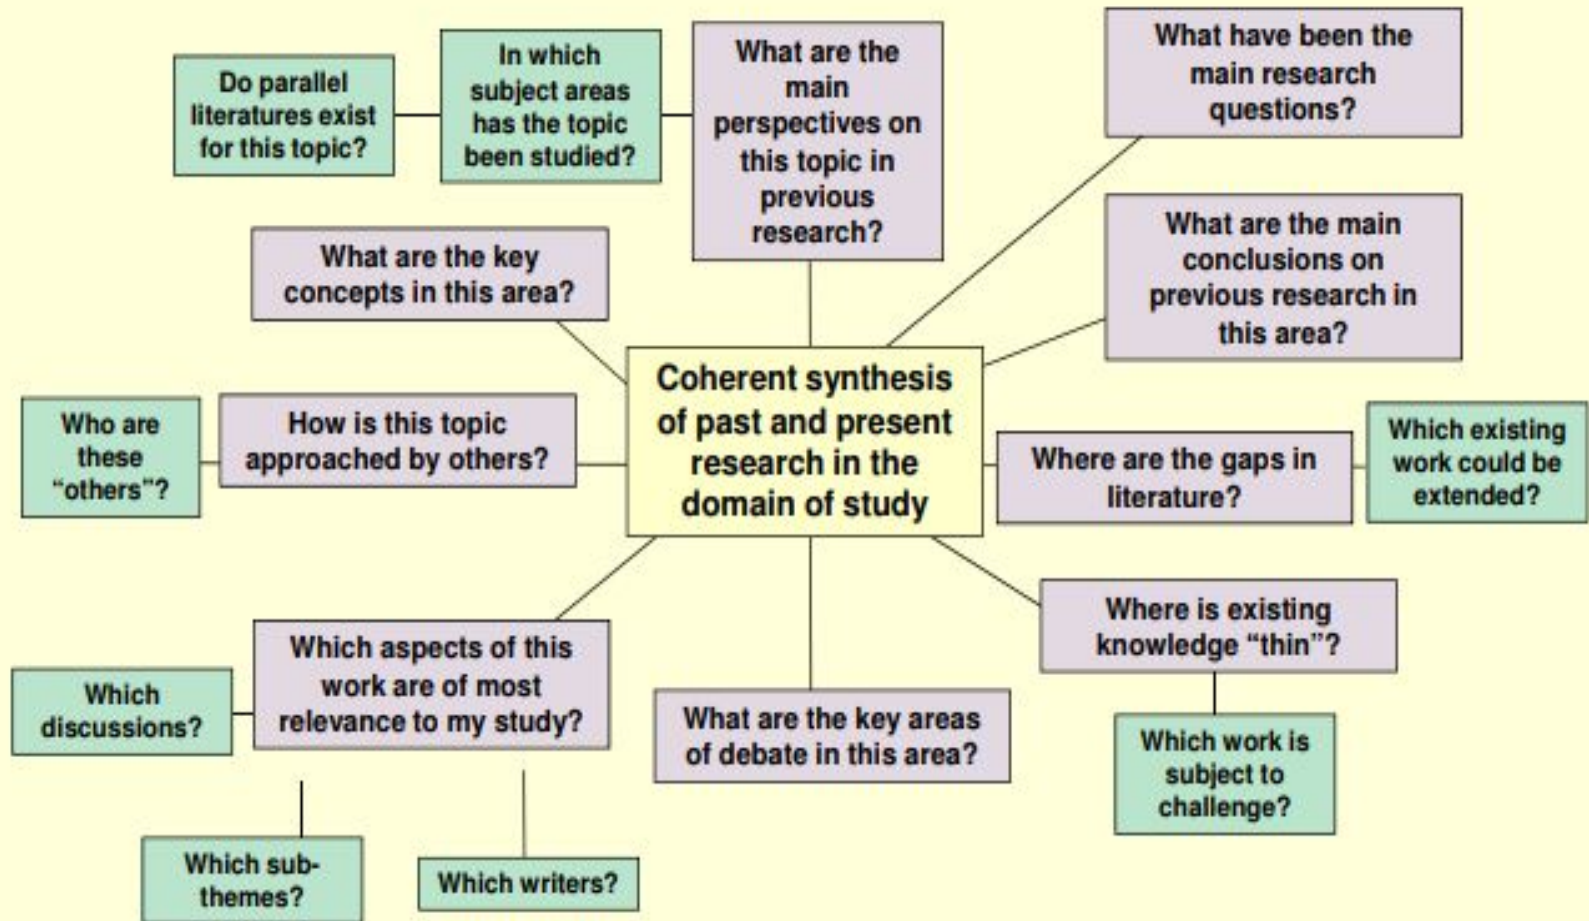 Do parallel
literatures exist
for this topic?
In which
subject areas
has the topic
been studied?
What are the
main
perspectives on
this topic in
previous
research?
What have been the
main research
questions?
What are the key
concepts in this area?
What are the main
conclusions on
previous research in
this area?
Who are
these
“others”?
How is this topic
approached by others?
Coherent synthesis
of past and present
research in the
domain of study
Where are the gaps in
literature?
Which existing
work could be
extended?
Which
discussions?
Which aspects of this
work are of most
relevance to my study?
What are the key areas
of debate in this area?
Where is existing
knowledge “thin”?
Which work is
subject to
challenge?
Which sub-
themes?
Which writers?